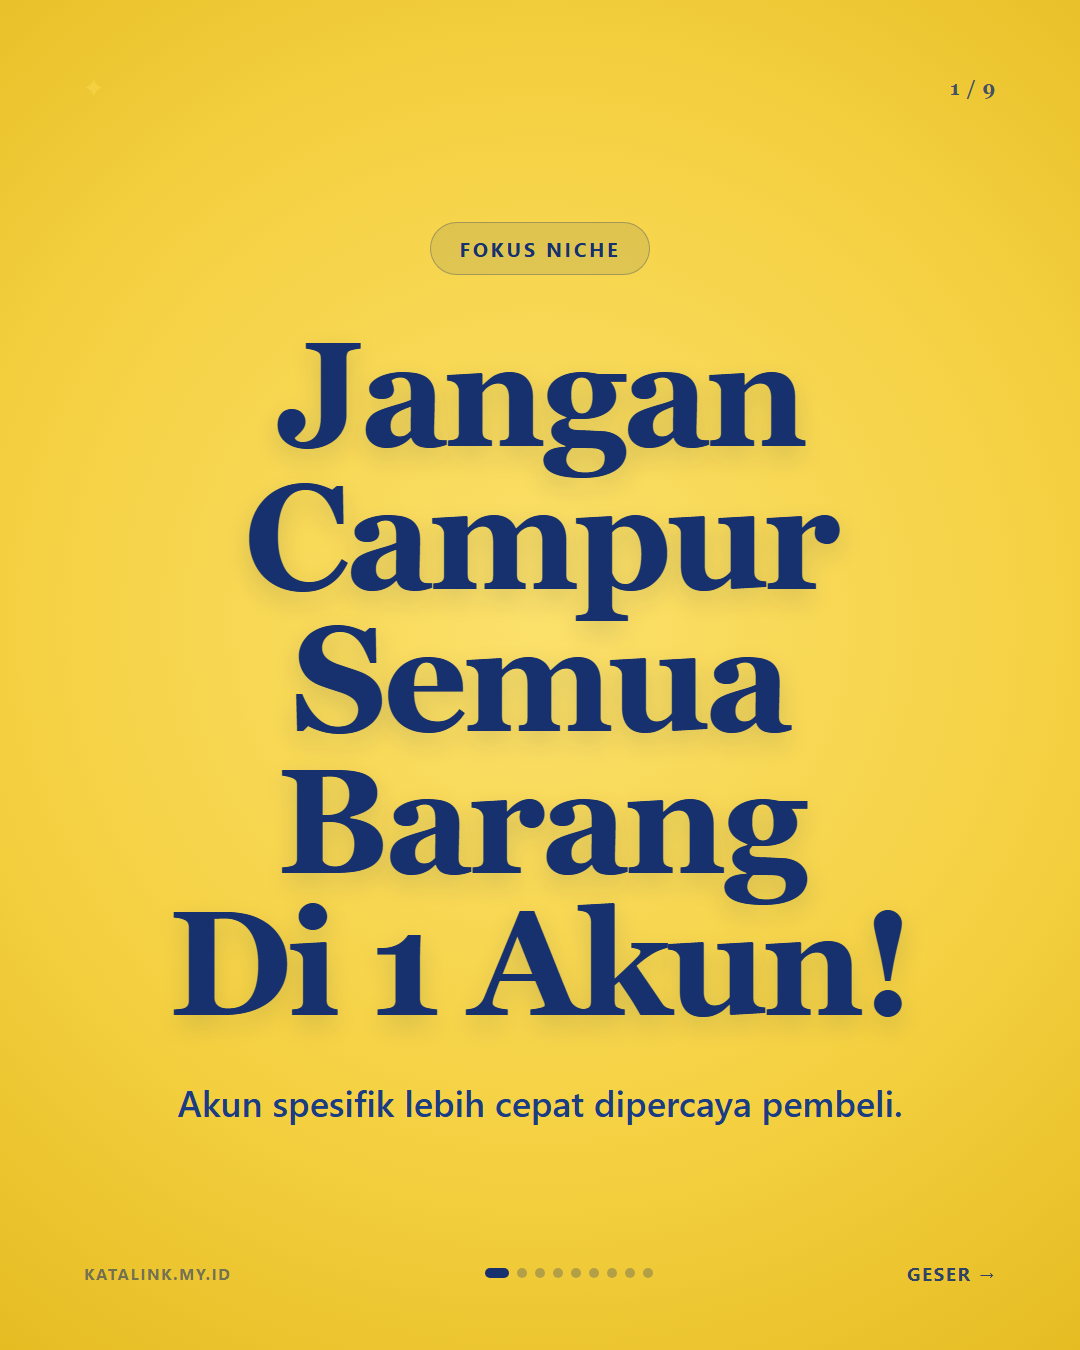 1 / 9
FOKUS NICHE
Jangan
Campur
Semua
Barang
Di 1 Akun!
Akun spesifik lebih cepat dipercaya pembeli.
KATALINK.MY.ID
GESER →